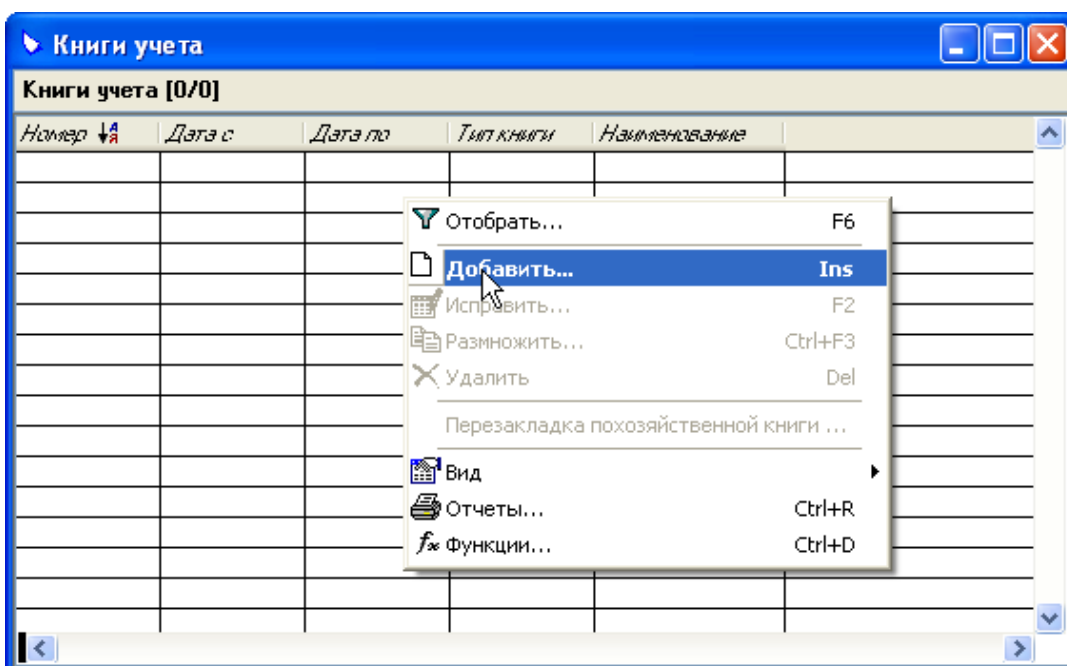 Книги учета
Книги учета [0/0]
Номер Дата с Дата по Тип книги Наименование
Отобрать... F6
Добавить... Ins
Исправить... F2
Размножить... Ctrl+F3
Удалить Del
Перезакладка похозяйственной книги ...
Вид
Отчеты... Ctrl+R
Функции... Ctrl+D